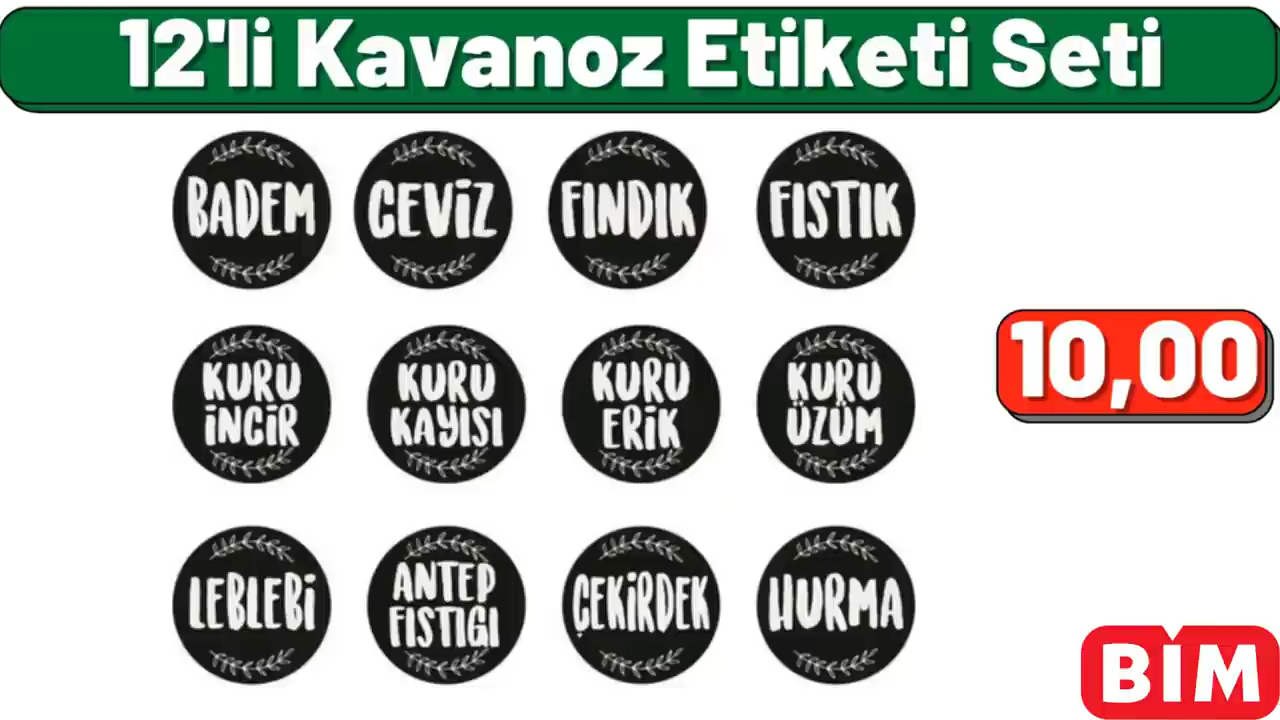 12'li Kavanoz Etiketi Seti
BADEM
CEVİZ
FINDIK
FISTIK
KURU
İNCİR
KURU
KAYISI
KURU
ERİK
KURU
ÜZÜM
10,00
LEBLEBİ
ANTEP
FISTIĞI
ÇEKİRDEK
HURMA
BİM